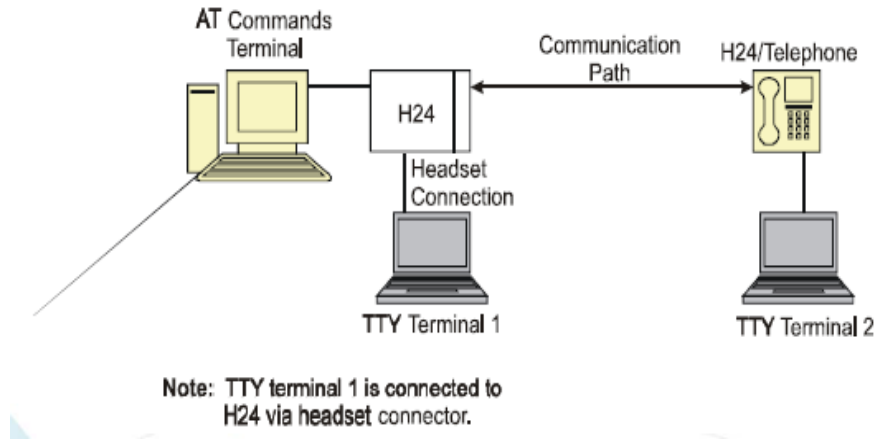 AT Commands
Terminal
Communication
Path
H24/Telephone
H24
Headset
Connection
TTY Terminal 1
TTY Terminal 2
Note: TTY terminal 1 is connected to
H24 via headset connector.